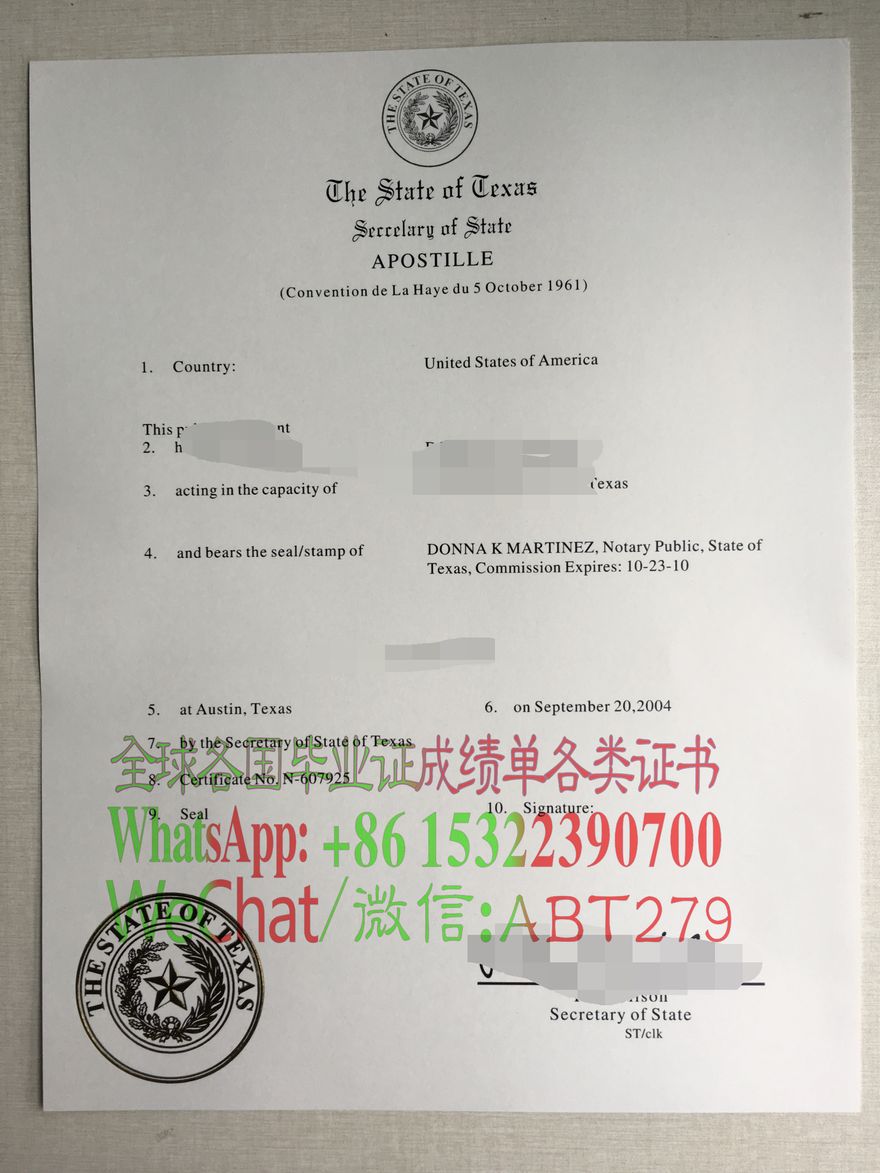 THE STATE OF TEXAS
The State of Texas
Secretary of State
APOSTILLE
(Convention de La Haye du 5 October 1961)
1. Country: United States of America
This
2.
3. acting in the capacity of Texas
4. and bears the seal/stamp of DONNA K MARTINEZ, Notary Public, State of
Texas, Commission Expires: 10-23-10
5. at Austin, Texas 6. on September 20,2004
7. by the Secretary of State of Texas
全球各国毕业证成绩单各类证书
8. Certificate No. N-607925
9. Seal 10. Signature:
WhatsApp: +86 15322390700
WeChat/微信:ABT279
THE STATE OF TEXAS
Secretary of State
ST/clk